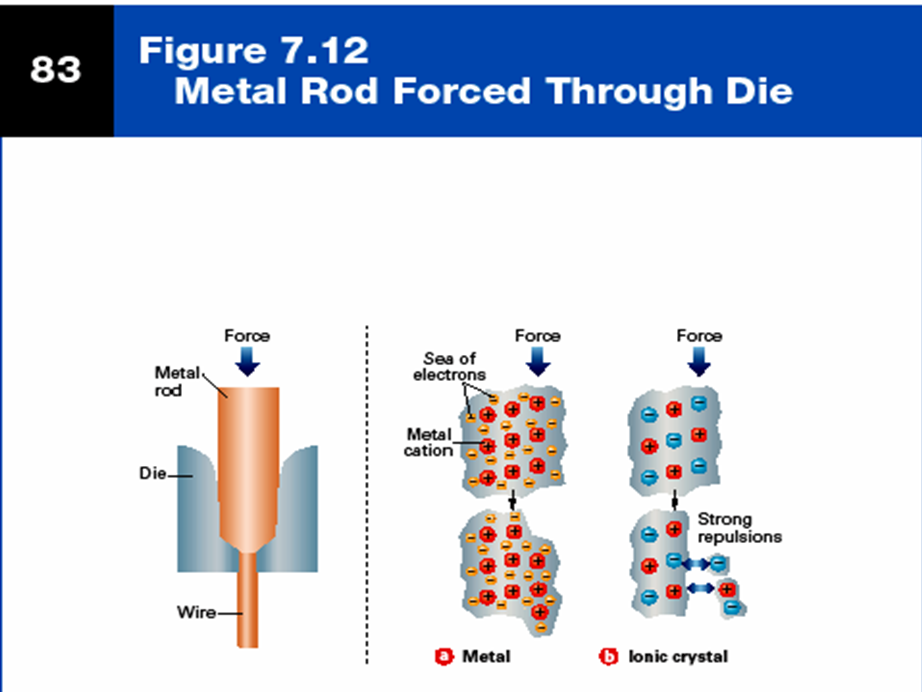 83
Figure 7.12
Metal Rod Forced Through Die
Force
Metal
rod
Die
Wire
Force
Sea of
electrons
Metal
cation
a Metal
Force
Strong
repulsions
b Ionic crystal